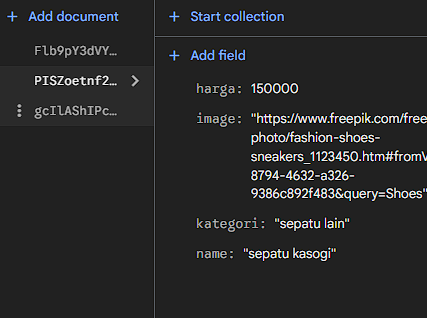 + Add document
Flb9pY3dVY…
PISZoetnf2…
gcIlAShIPc…
+ Start collection
+ Add field
harga: 150000
image: "https://www.freepik.com/free
photo/fashion-shoes-
sneakers_1123450.htm#fromV
8794-4632-a326-
9386c892f483&query=Shoes"
kategori: "sepatu lain"
name: "sepatu kasogi"